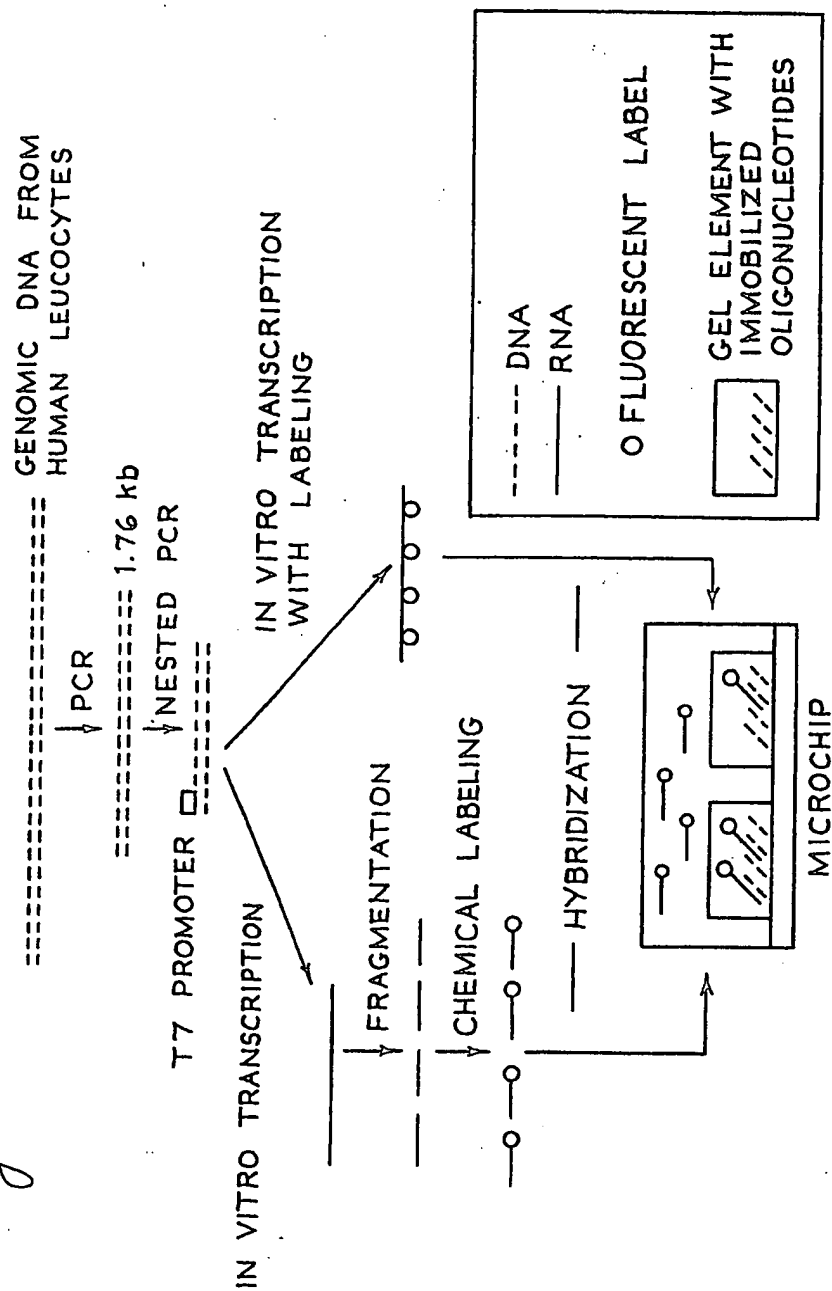 GENOMIC DNA FROM
HUMAN LEUCOCYTES
PCR
1.76 kb
NESTED PCR
T7 PROMOTER
IN VITRO TRANSCRIPTION
IN VITRO TRANSCRIPTION
WITH LABELING
FRAGMENTATION
CHEMICAL LABELING
HYBRIDIZATION
MICROCHIP
DNA
RNA
FLUORESCENT LABEL
GEL ELEMENT WITH
IMMOBILIZED
OLIGONUCLEOTIDES